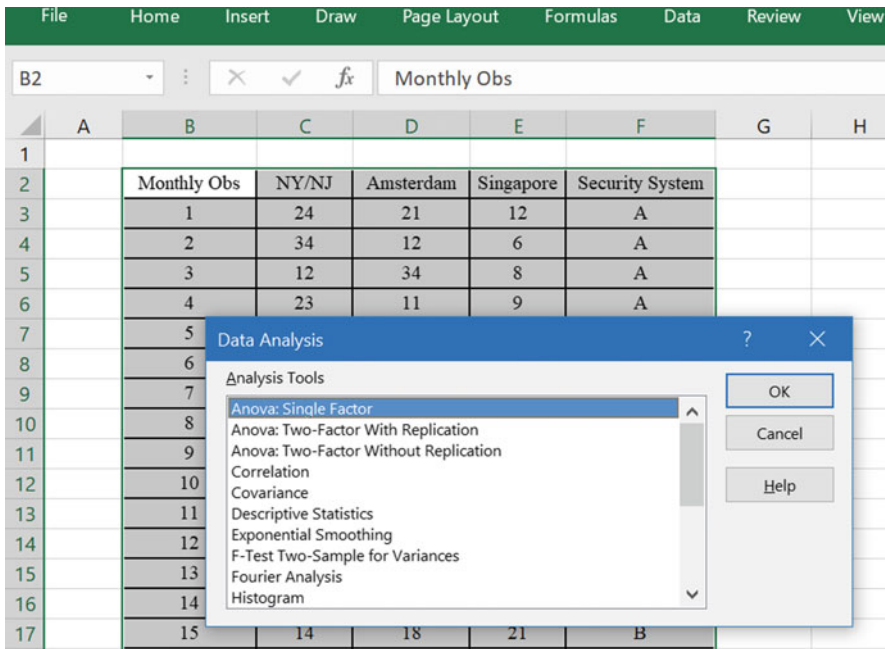 File Home Insert Draw Page Layout Formulas Data Review View
B2 fx Monthly Obs
A B C D E F G H
1
2 Monthly Obs NY/NJ Amsterdam Singapore Security System
3 1 24 21 12 A
4 2 34 12 6 A
5 3 12 34 8 A
6 4 23 11 9 A
7 5
Data Analysis ?
8 6
Analysis Tools
9 7 OK
Anova: Single Factor
10 8 Anova: Two-Factor With Replication Cancel
11 9 Anova: Two-Factor Without Replication
Correlation
12 10 Covariance Help
13 11 Descriptive Statistics
Exponential Smoothing
14 12 F-Test Two-Sample for Variances
15 13 Fourier Analysis
16 14 Histogram
17 15 14 18 21 B